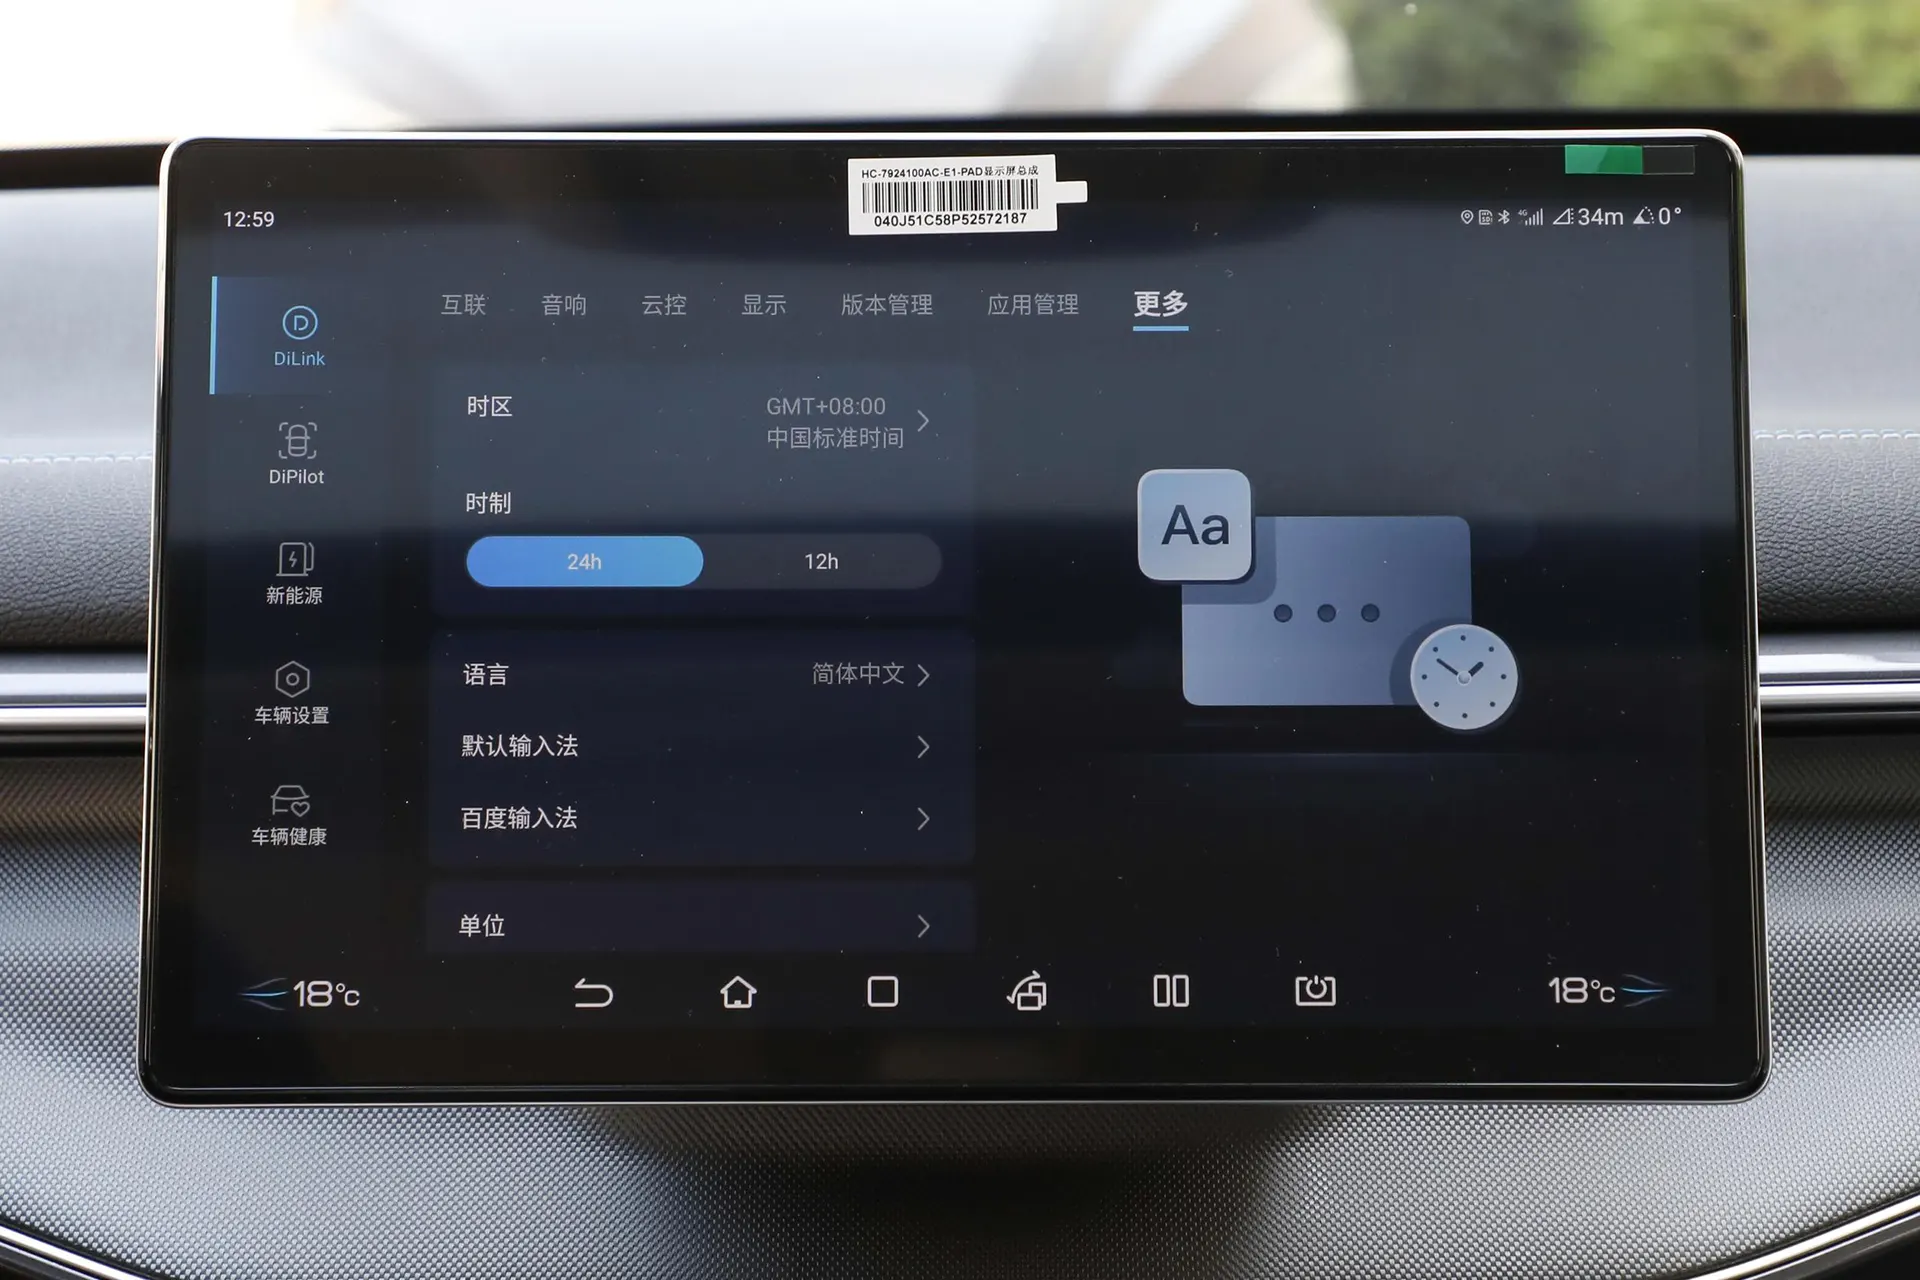 HC-7924100AC-E1-PAD显示屏总成
040J51C58P52572187
12:59
4G 34m 0°
互联 音响 云控 显示 版本管理 应用管理 更多
DiLink
DiPilot
新能源
车辆设置
车辆健康
时区
GMT+08:00
中国标准时间
时制
24h 12h
语言 简体中文
默认输入法
百度输入法
单位
Aa
18°C
18°C